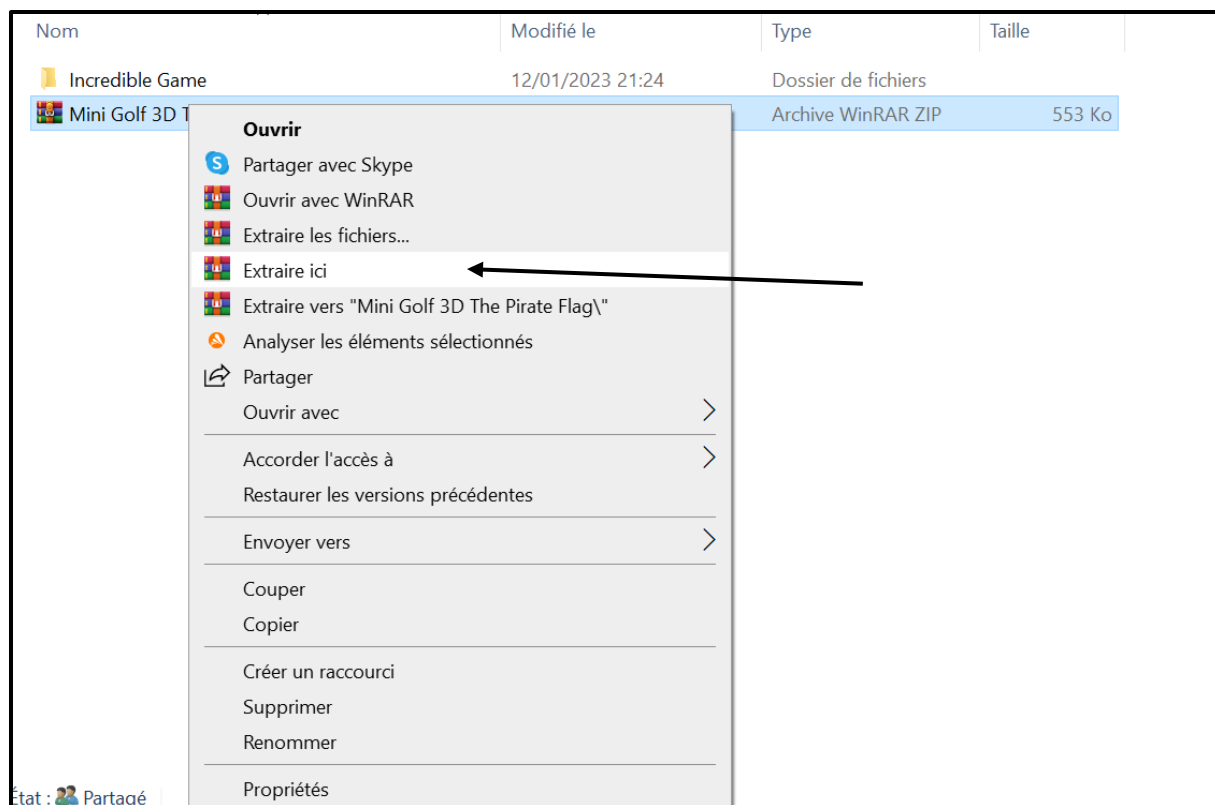 Nom Modifié le Type Taille
Incredible Game 12/01/2023 21:24 Dossier de fichiers
Mini Golf 3D Archive WinRAR ZIP 553 Ko
Ouvrir
Partager avec Skype
Ouvrir avec WinRAR
Extraire les fichiers...
Extraire ici
Extraire vers "Mini Golf 3D The Pirate Flag\"
Analyser les éléments sélectionnés
Partager
Ouvrir avec
Accorder l'accès à
Restaurer les versions précédentes
Envoyer vers
Couper
Copier
Créer un raccourci
Supprimer
Renommer
Propriétés
État : Partagé